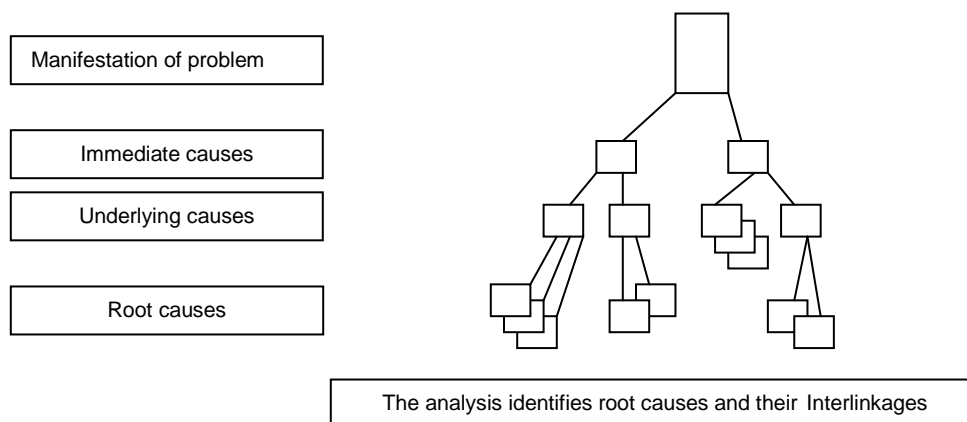 Manifestation of problem
Immediate causes
Underlying causes
Root causes
The analysis identifies root causes and their Interlinkages